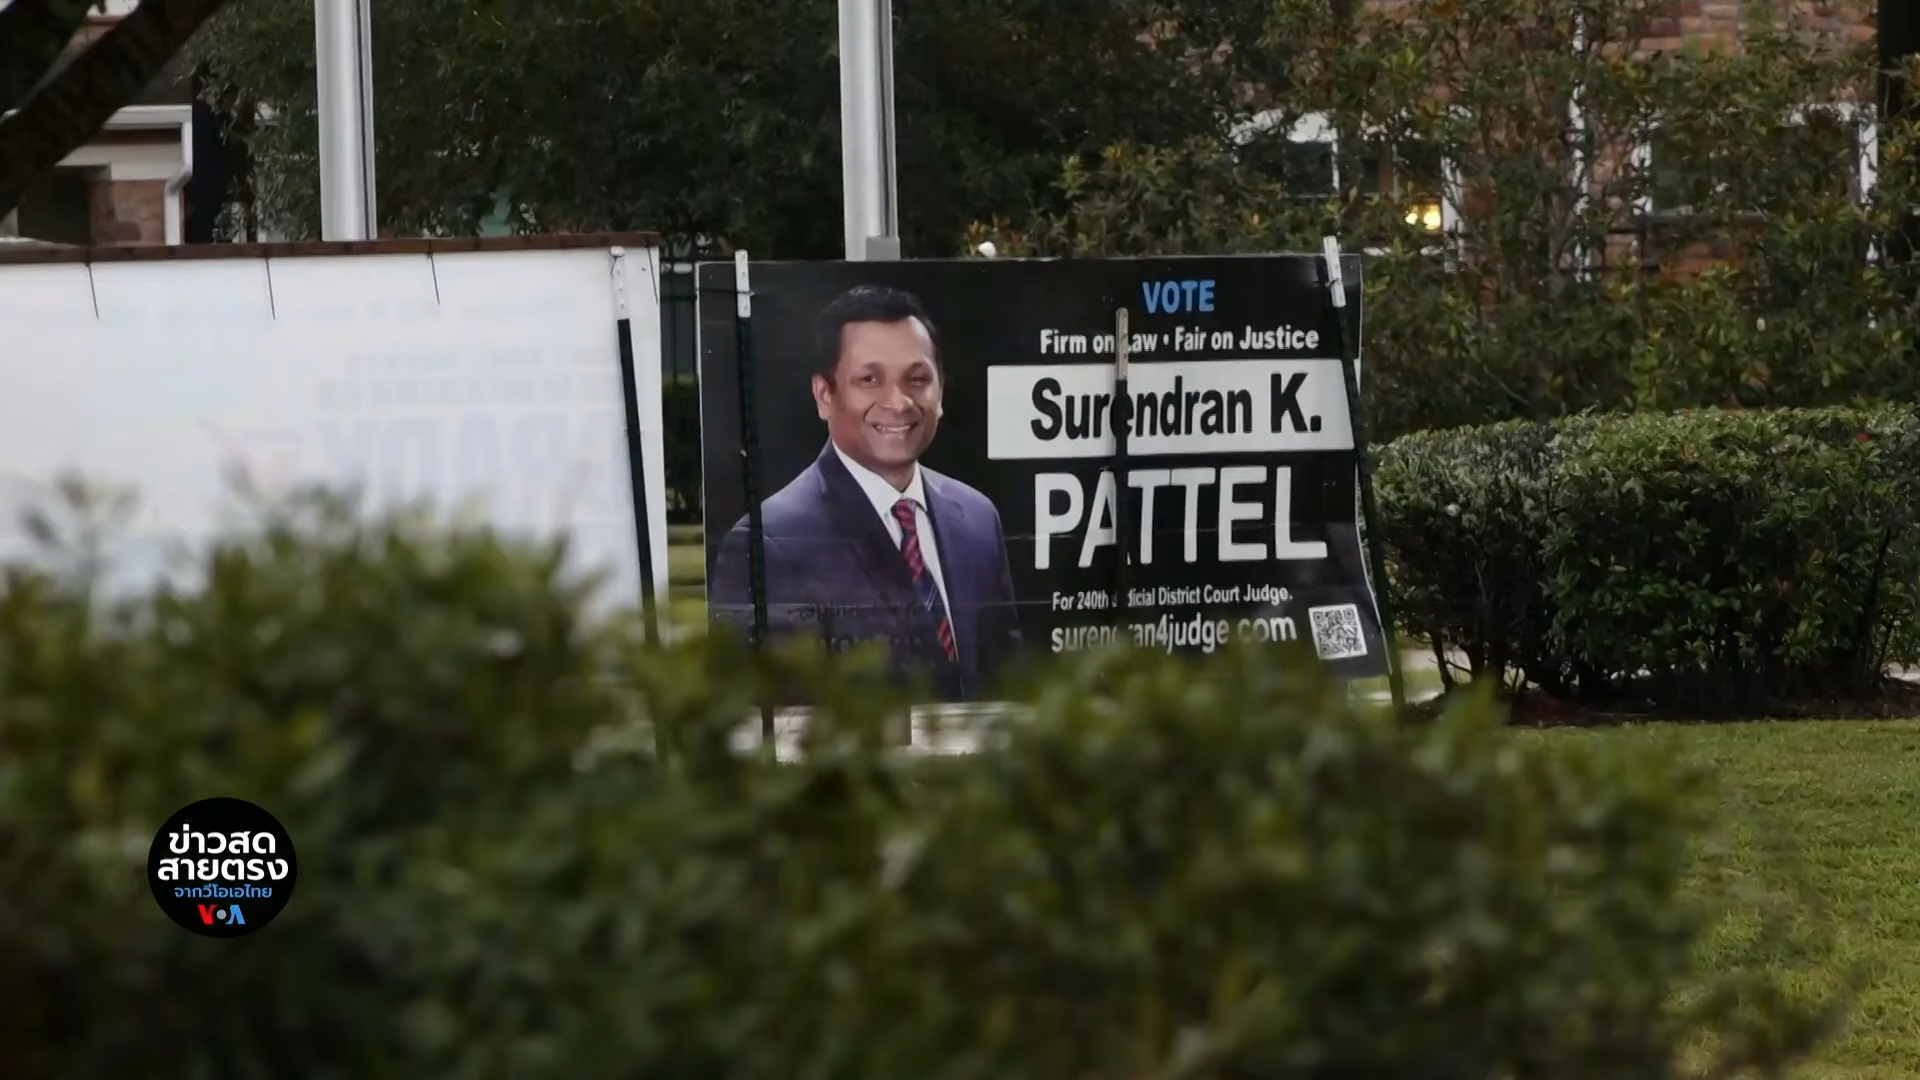 VOTE
Firm on Law • Fair on Justice
Surendran K.
PATTEL
For 240th Judicial District Court Judge.
surendran4judge.com
ข่าวสด
สายตรง
จากวีโอเอไทย
VOA